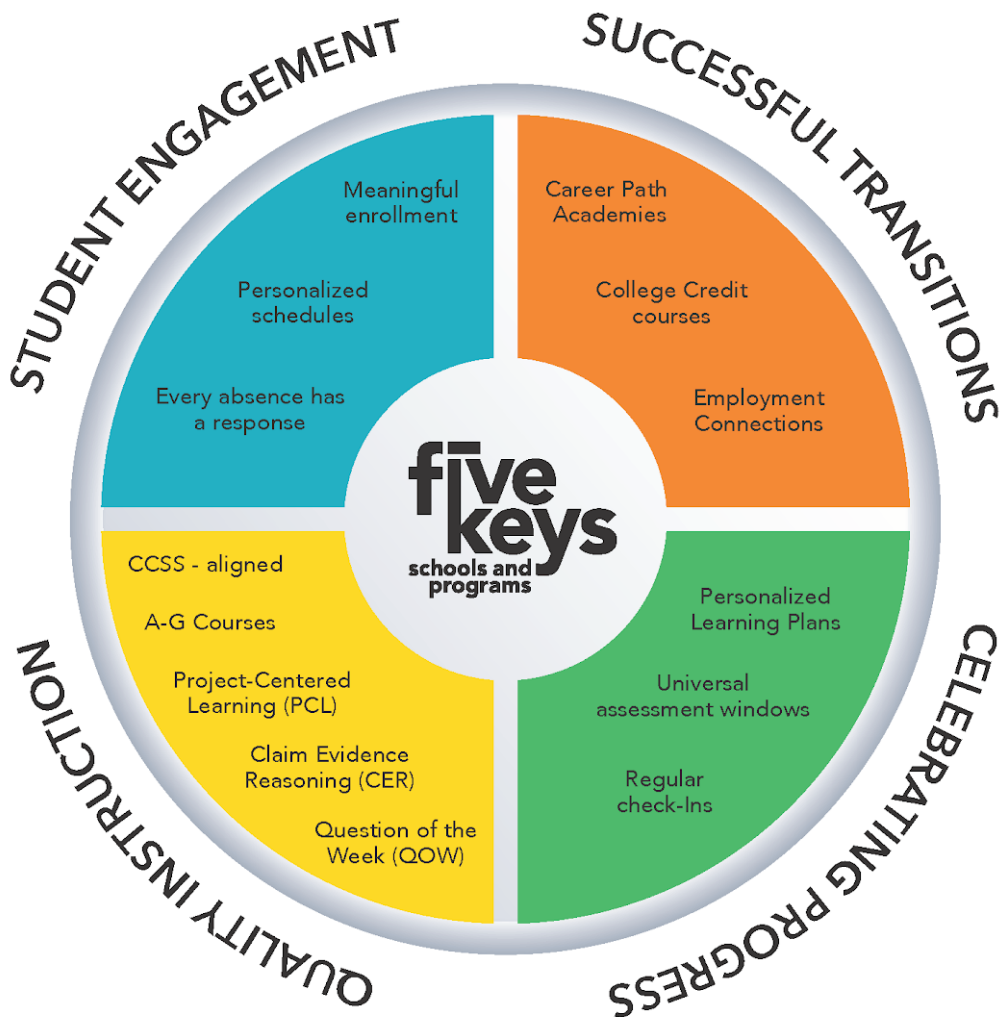 STUDENT ENGAGEMENT
Meaningful
enrollment
Personalized
schedules
Every absence has
a response
SUCCESSFUL TRANSITIONS
Career Path
Academies
College Credit
courses
Employment
Connections
five
keys
schools and
programs
QUALITY INSTRUCTION
CCSS - aligned
A-G Courses
Project-Centered
Learning (PCL)
Claim Evidence
Reasoning (CER)
Question of the
Week (QOW)
CELEBRATING PROGRESS
Personalized
Learning Plans
Universal
assessment windows
Regular
check-Ins